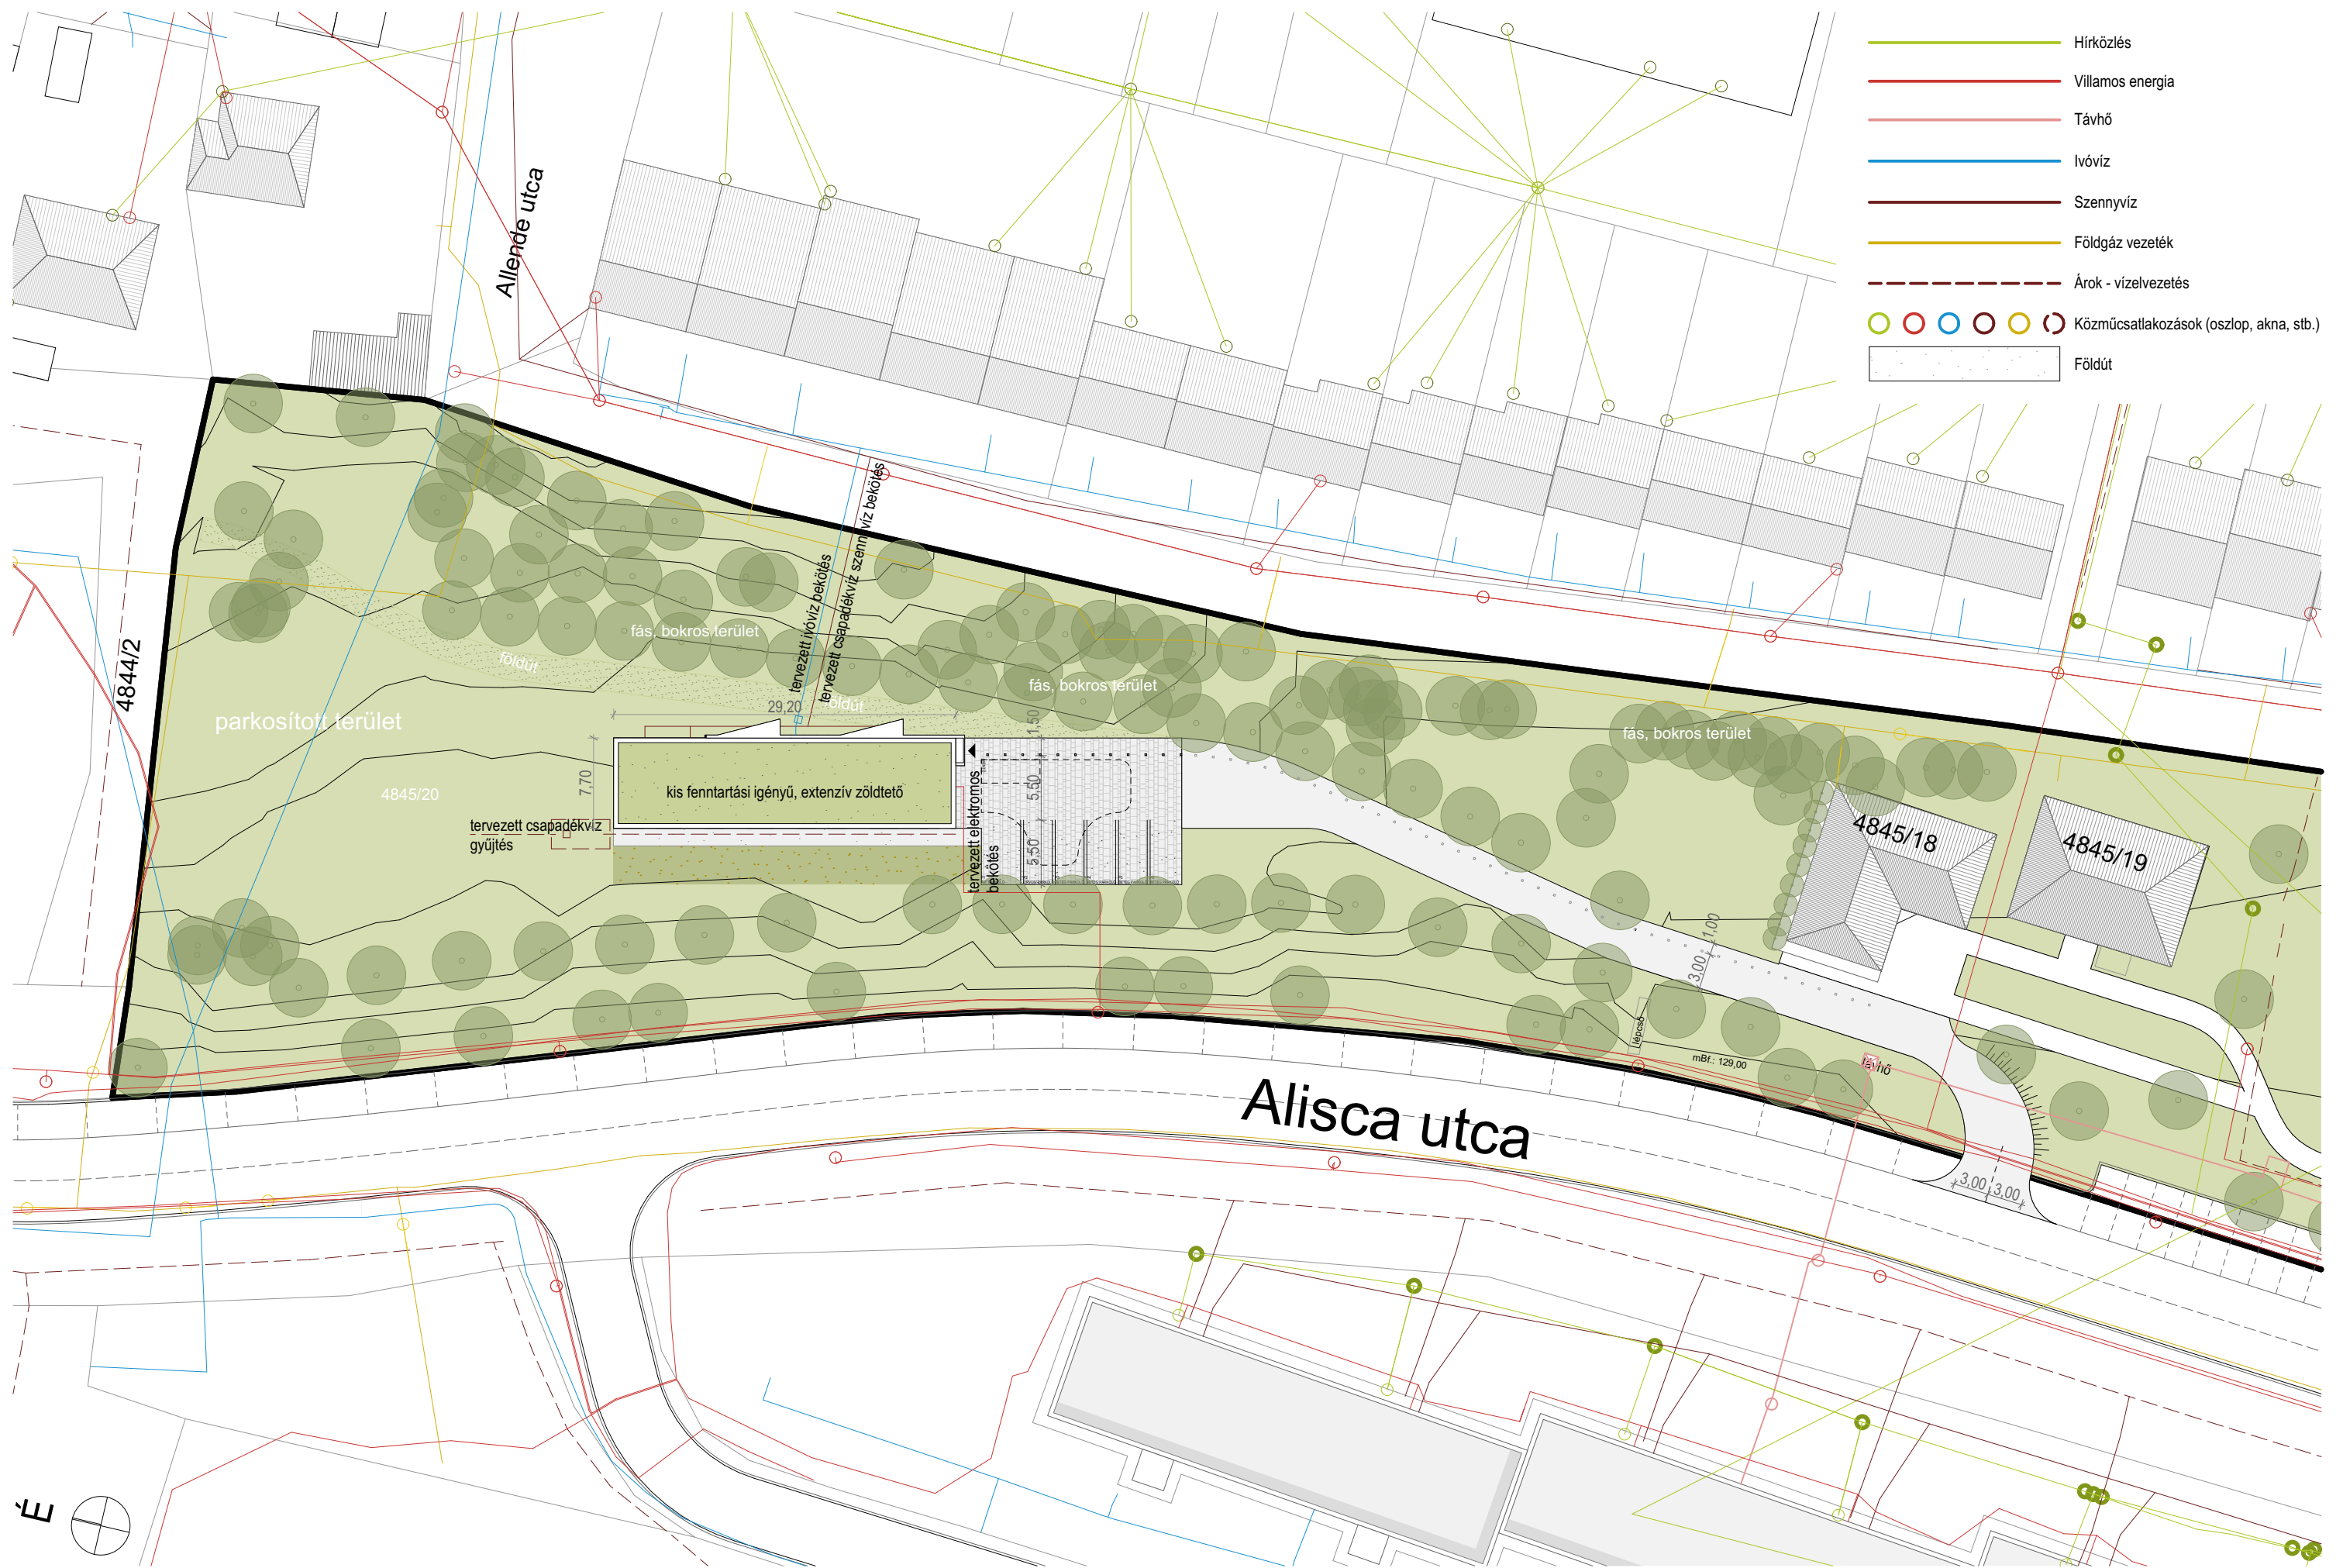 Hírközlés
Villamos energia
Távhő
Ivóvíz
Szennyvíz
Földgáz vezeték
Árok - vízelvezetés
Közműcsatlakozások (oszlop, akna, stb.)
Földút
Allende utca
4844/2
parkosított terület
4845/20
földút
fás, bokros terület
tervezett ivóvíz bekötés
tervezett csapadékvíz szennyvíz bekötés
földút
29,20
7,70
kis fenntartási igényű, extenzív zöldtető
tervezett csapadékvíz
gyűjtés
tervezett elektromos
bekötés
1,50
5,50
5,50
fás, bokros terület
fás, bokros terület
4845/18
4845/19
1,00
3,00
lépcső
mBf.: 129,00
távhő
3,00
3,00
Alisca utca
É